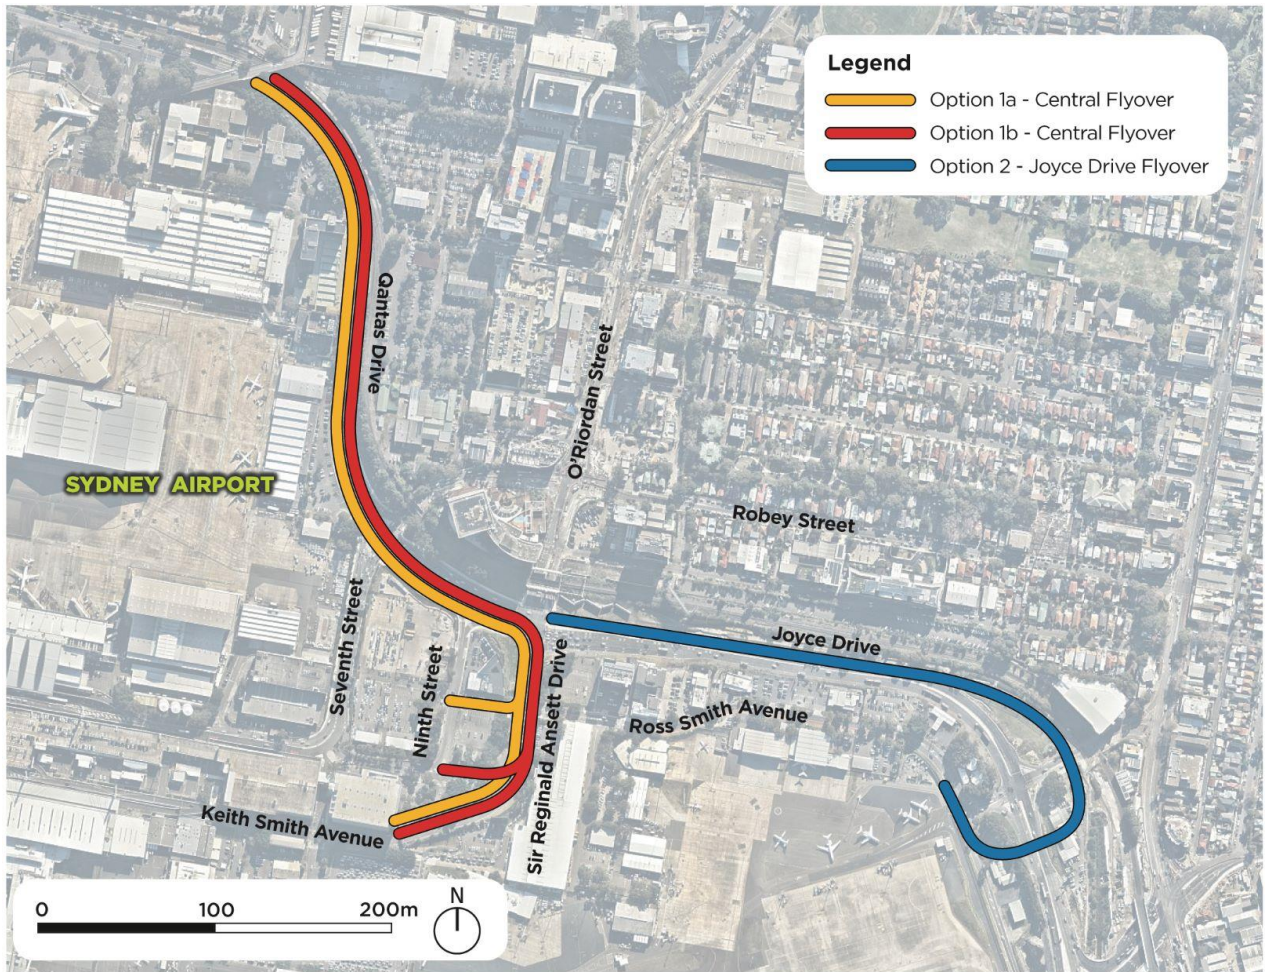 Legend
Option 1a - Central Flyover
Option 1b - Central Flyover
Option 2 - Joyce Drive Flyover
Qantas Drive
O'Riordan Street
SYDNEY AIRPORT
Robey Street
Seventh Street
Ninth Street
Joyce Drive
Sir Reginald Ansett Drive
Ross Smith Avenue
Keith Smith Avenue
0 100 200m
N